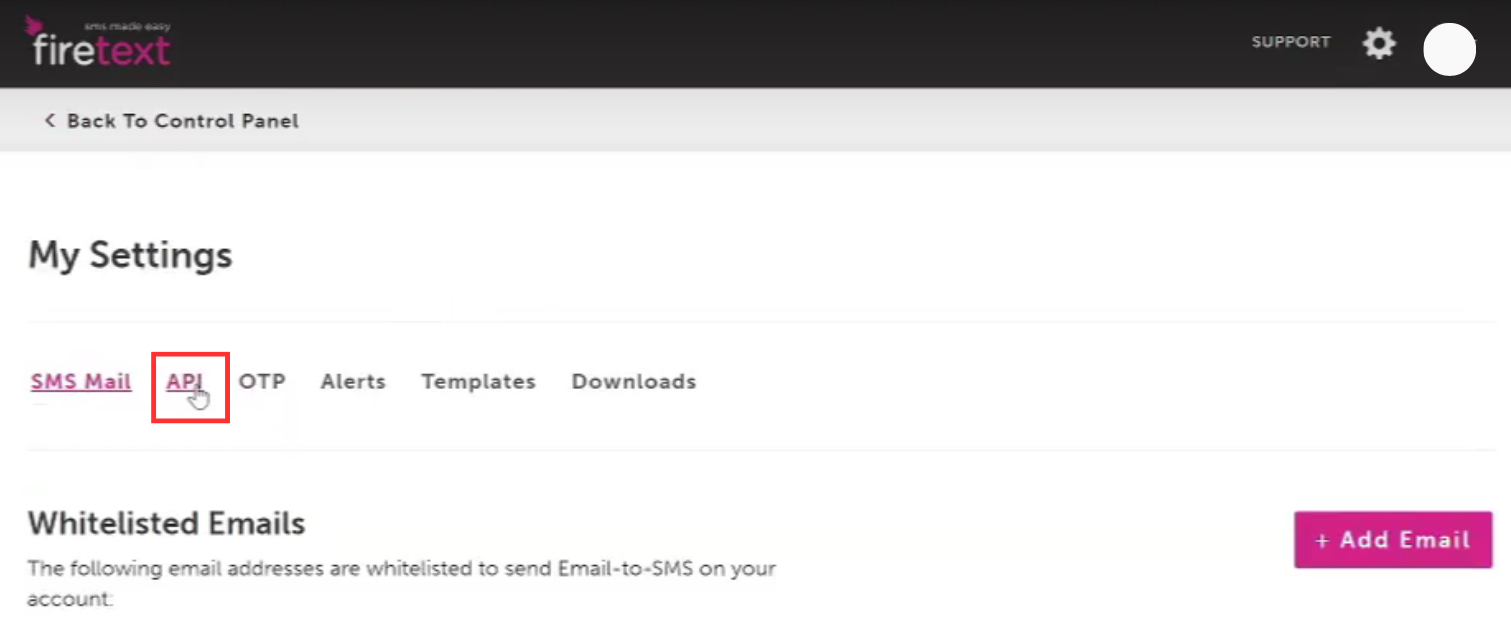 sms made easy
firetext
SUPPORT
< Back To Control Panel
My Settings
SMS Mail API OTP Alerts Templates Downloads
Whitelisted Emails
+ Add Email
The following email addresses are whitelisted to send Email-to-SMS on your
account: